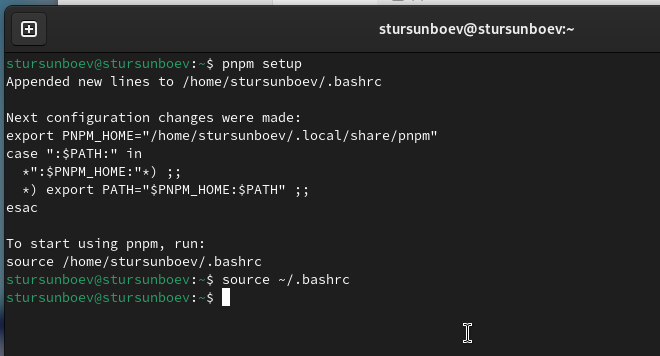 stursunboev@stursunboev:~
stursunboev@stursunboev:~$ pnpm setup
Appended new lines to /home/stursunboev/.bashrc

Next configuration changes were made:
export PNPM_HOME="/home/stursunboev/.local/share/pnpm"
case ":$PATH:" in
  *":$PNPM_HOME:"*) ;;
  *) export PATH="$PNPM_HOME:$PATH" ;;
esac

To start using pnpm, run:
source /home/stursunboev/.bashrc
stursunboev@stursunboev:~$ source ~/.bashrc
stursunboev@stursunboev:~$